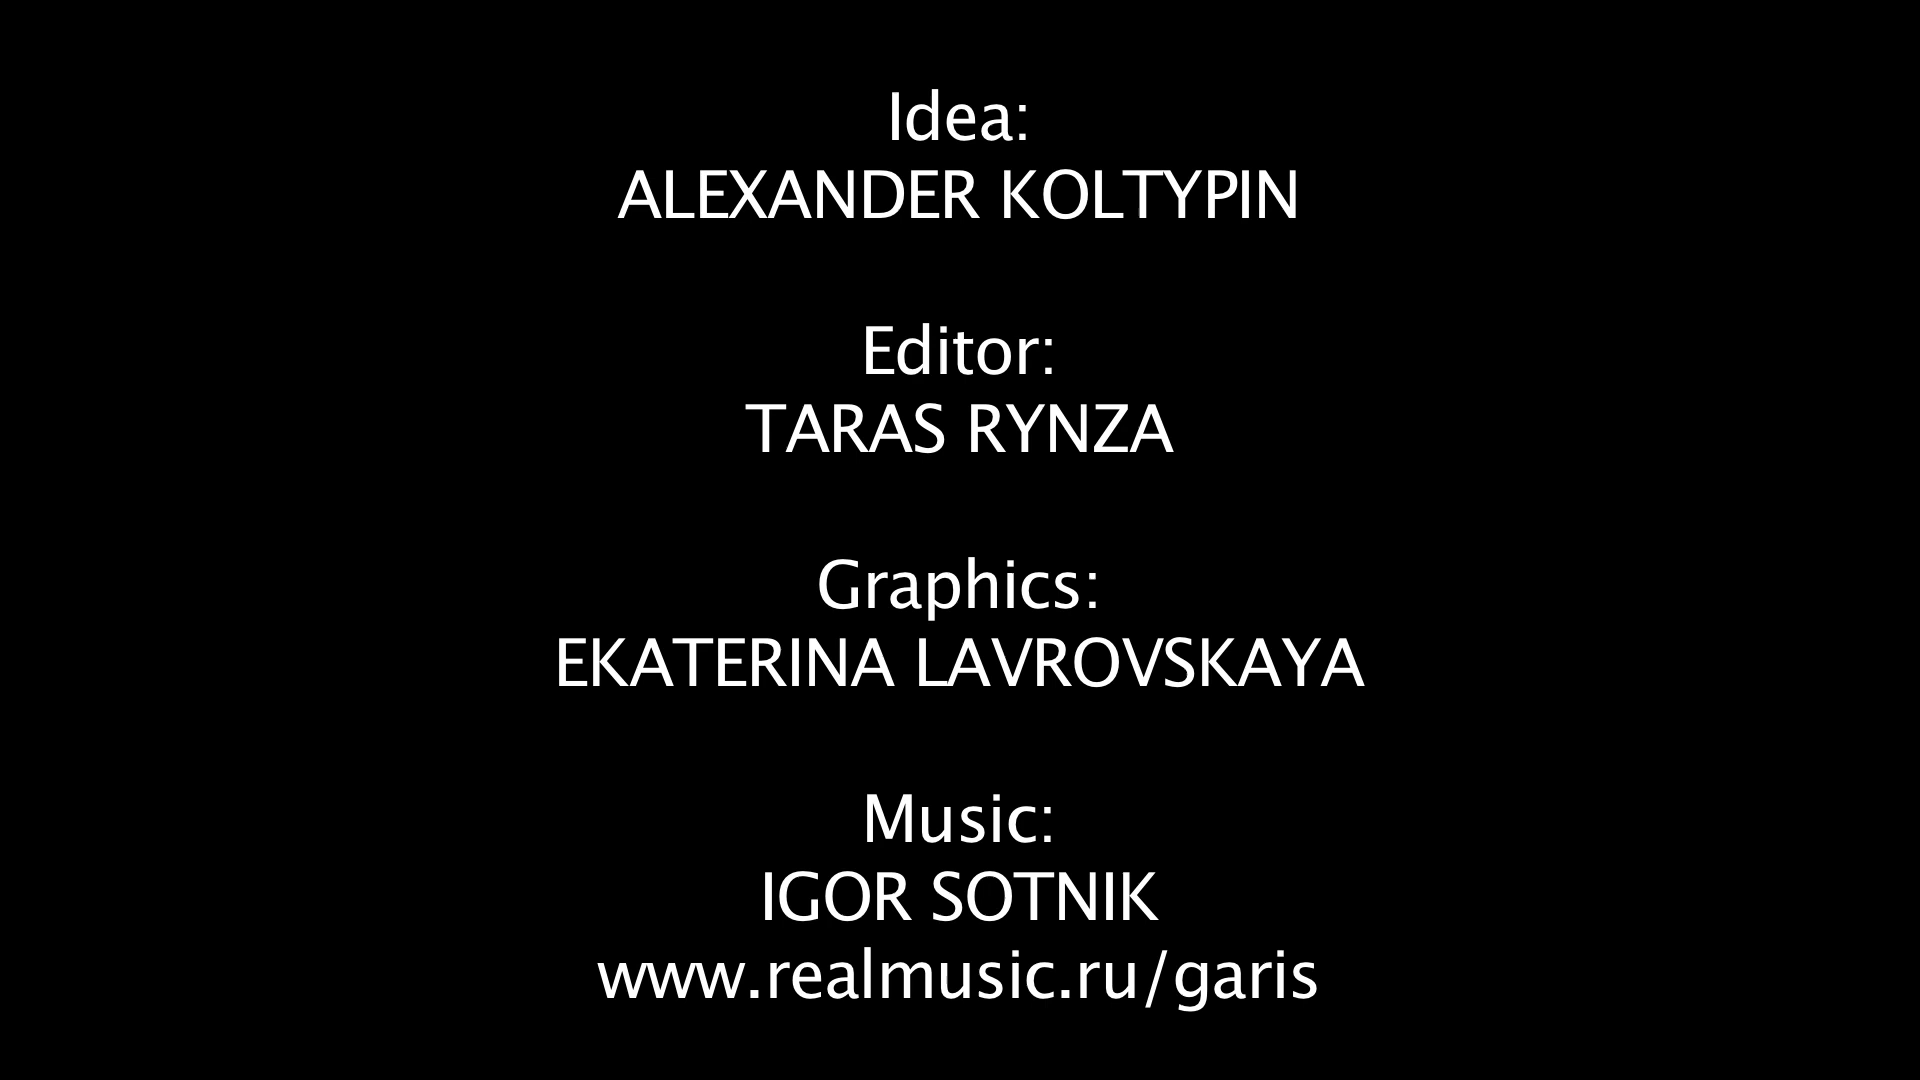 Idea:
ALEXANDER KOLTYPIN
Editor:
TARAS RYNZA
Graphics:
EKATERINA LAVROVSKAYA
Music:
IGOR SOTNIK
www.realmusic.ru/garis